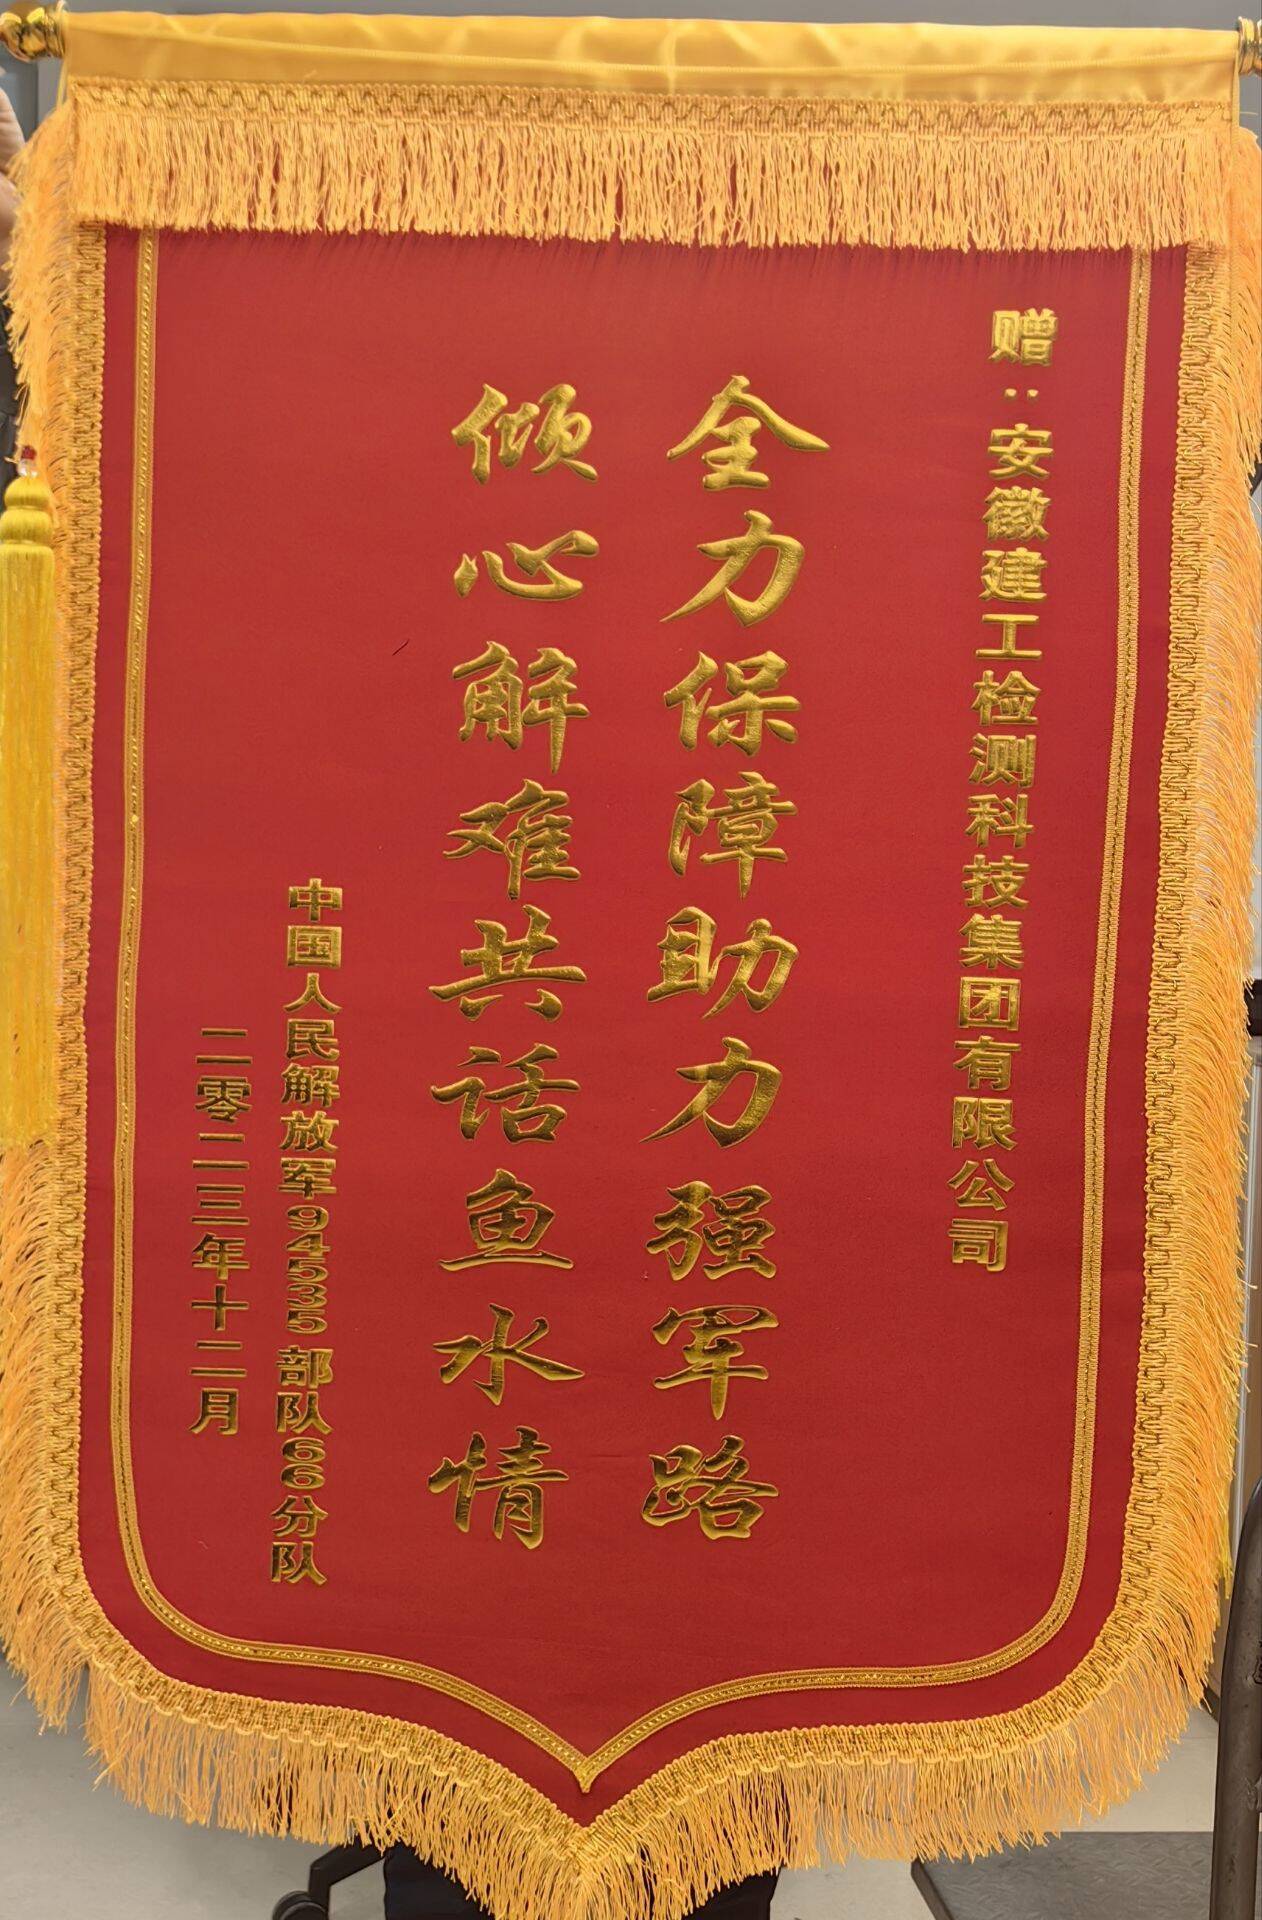 赠:安徽建工检测科技集团有限公司
全力保障助力强军路
倾心解难共话鱼水情
中国人民解放军94535部队66分队
二零二三年十二月